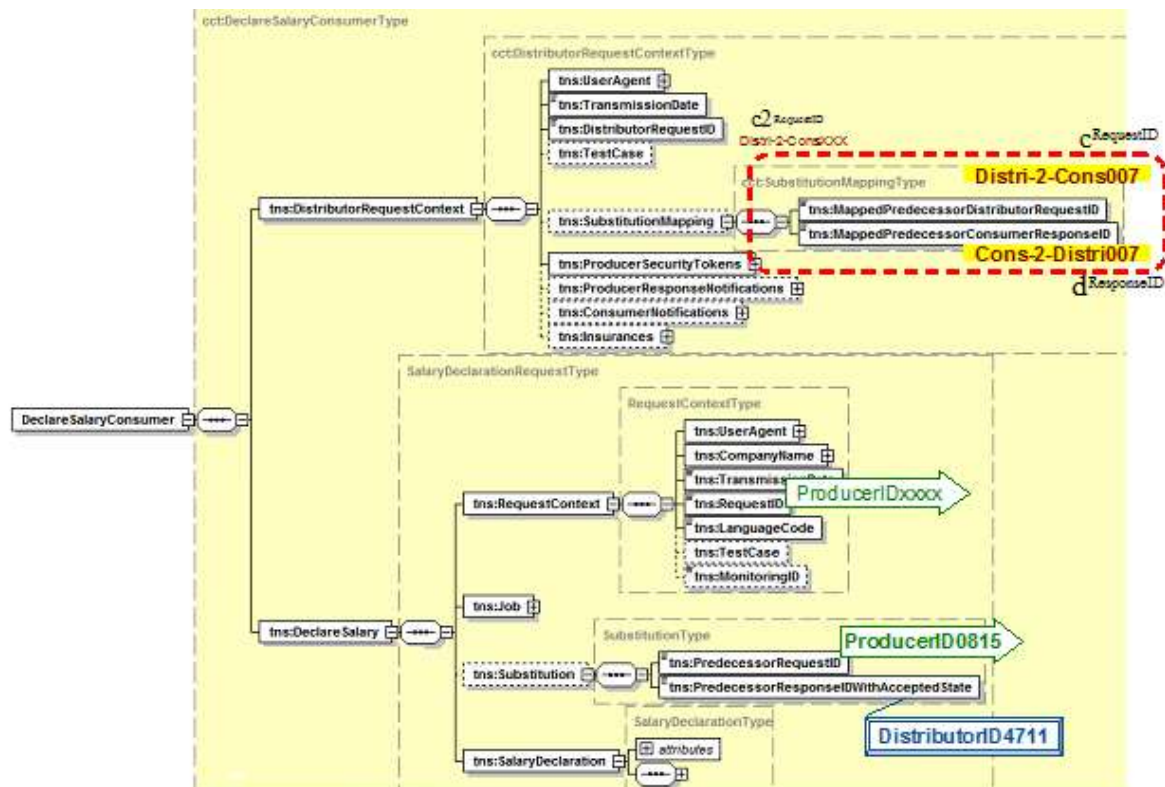 cct:DeclareSalaryConsumerType
cct:DistributorRequestContextType
tns:UserAgent
tns:TransmissionDate
tns:DistributorRequestID
tns:TestCase
c2 RequestID
Distri-2-ConsXXX
c RequestID
Distri-2-Cons007
cct:SubstitutionMappingType
tns:DistributorRequestContext
tns:SubstitutionMapping
tns:MappedPredecessorDistributorRequestID
tns:MappedPredecessorConsumerResponseID
Cons-2-Distri007
d ResponseID
tns:ProducerSecurityTokens
tns:ProducerResponseNotifications
tns:ConsumerNotifications
tns:Insurances
SalaryDeclarationRequestType
RequestContextType
DeclareSalaryConsumer
tns:UserAgent
tns:CompanyName
tns:TransmissionDate
ProducerIDxxxx
tns:RequestContext
tns:RequestID
tns:LanguageCode
tns:TestCase
tns:MonitoringID
tns:Job
tns:DeclareSalary
SubstitutionType
ProducerID0815
tns:Substitution
tns:PredecessorRequestID
tns:PredecessorResponseIDWithAcceptedState
SalaryDeclarationType
DistributorID4711
attributes
tns:SalaryDeclaration